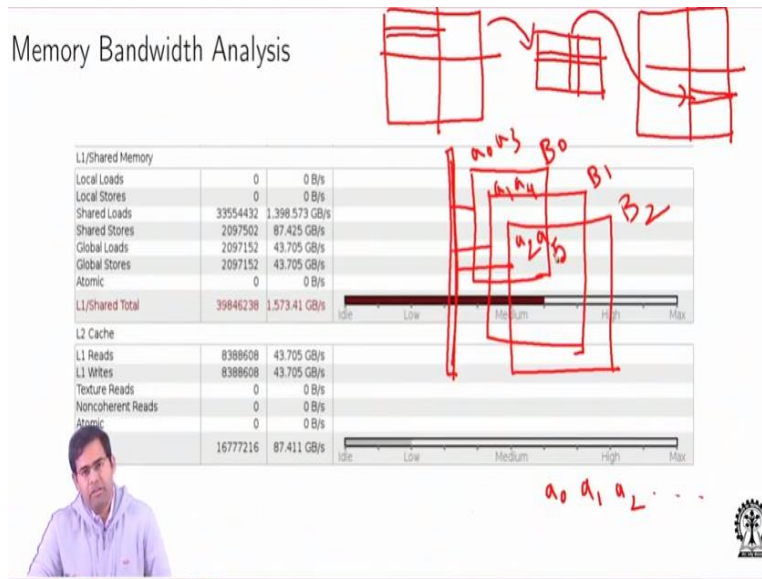 Memory Bandwidth Analysis
a0 a3 B0
a1 a4 B1
a2 a5 B2
L1/Shared Memory
Local Loads 0 0 B/s
Local Stores 0 0 B/s
Shared Loads 33554432 1,398.573 GB/s
Shared Stores 2097502 87.425 GB/s
Global Loads 2097152 43.705 GB/s
Global Stores 2097152 43.705 GB/s
Atomic 0 0 B/s
L1/Shared Total 39846238 1,573.41 GB/s
Idle Low Medium High Max
L2 Cache
L1 Reads 8388608 43.705 GB/s
L1 Writes 8388608 43.705 GB/s
Texture Reads 0 0 B/s
Noncoherent Reads 0 0 B/s
Atomic 0 0 B/s
16777216 87.411 GB/s
Idle Low Medium High Max
a0 a1 a2 ....